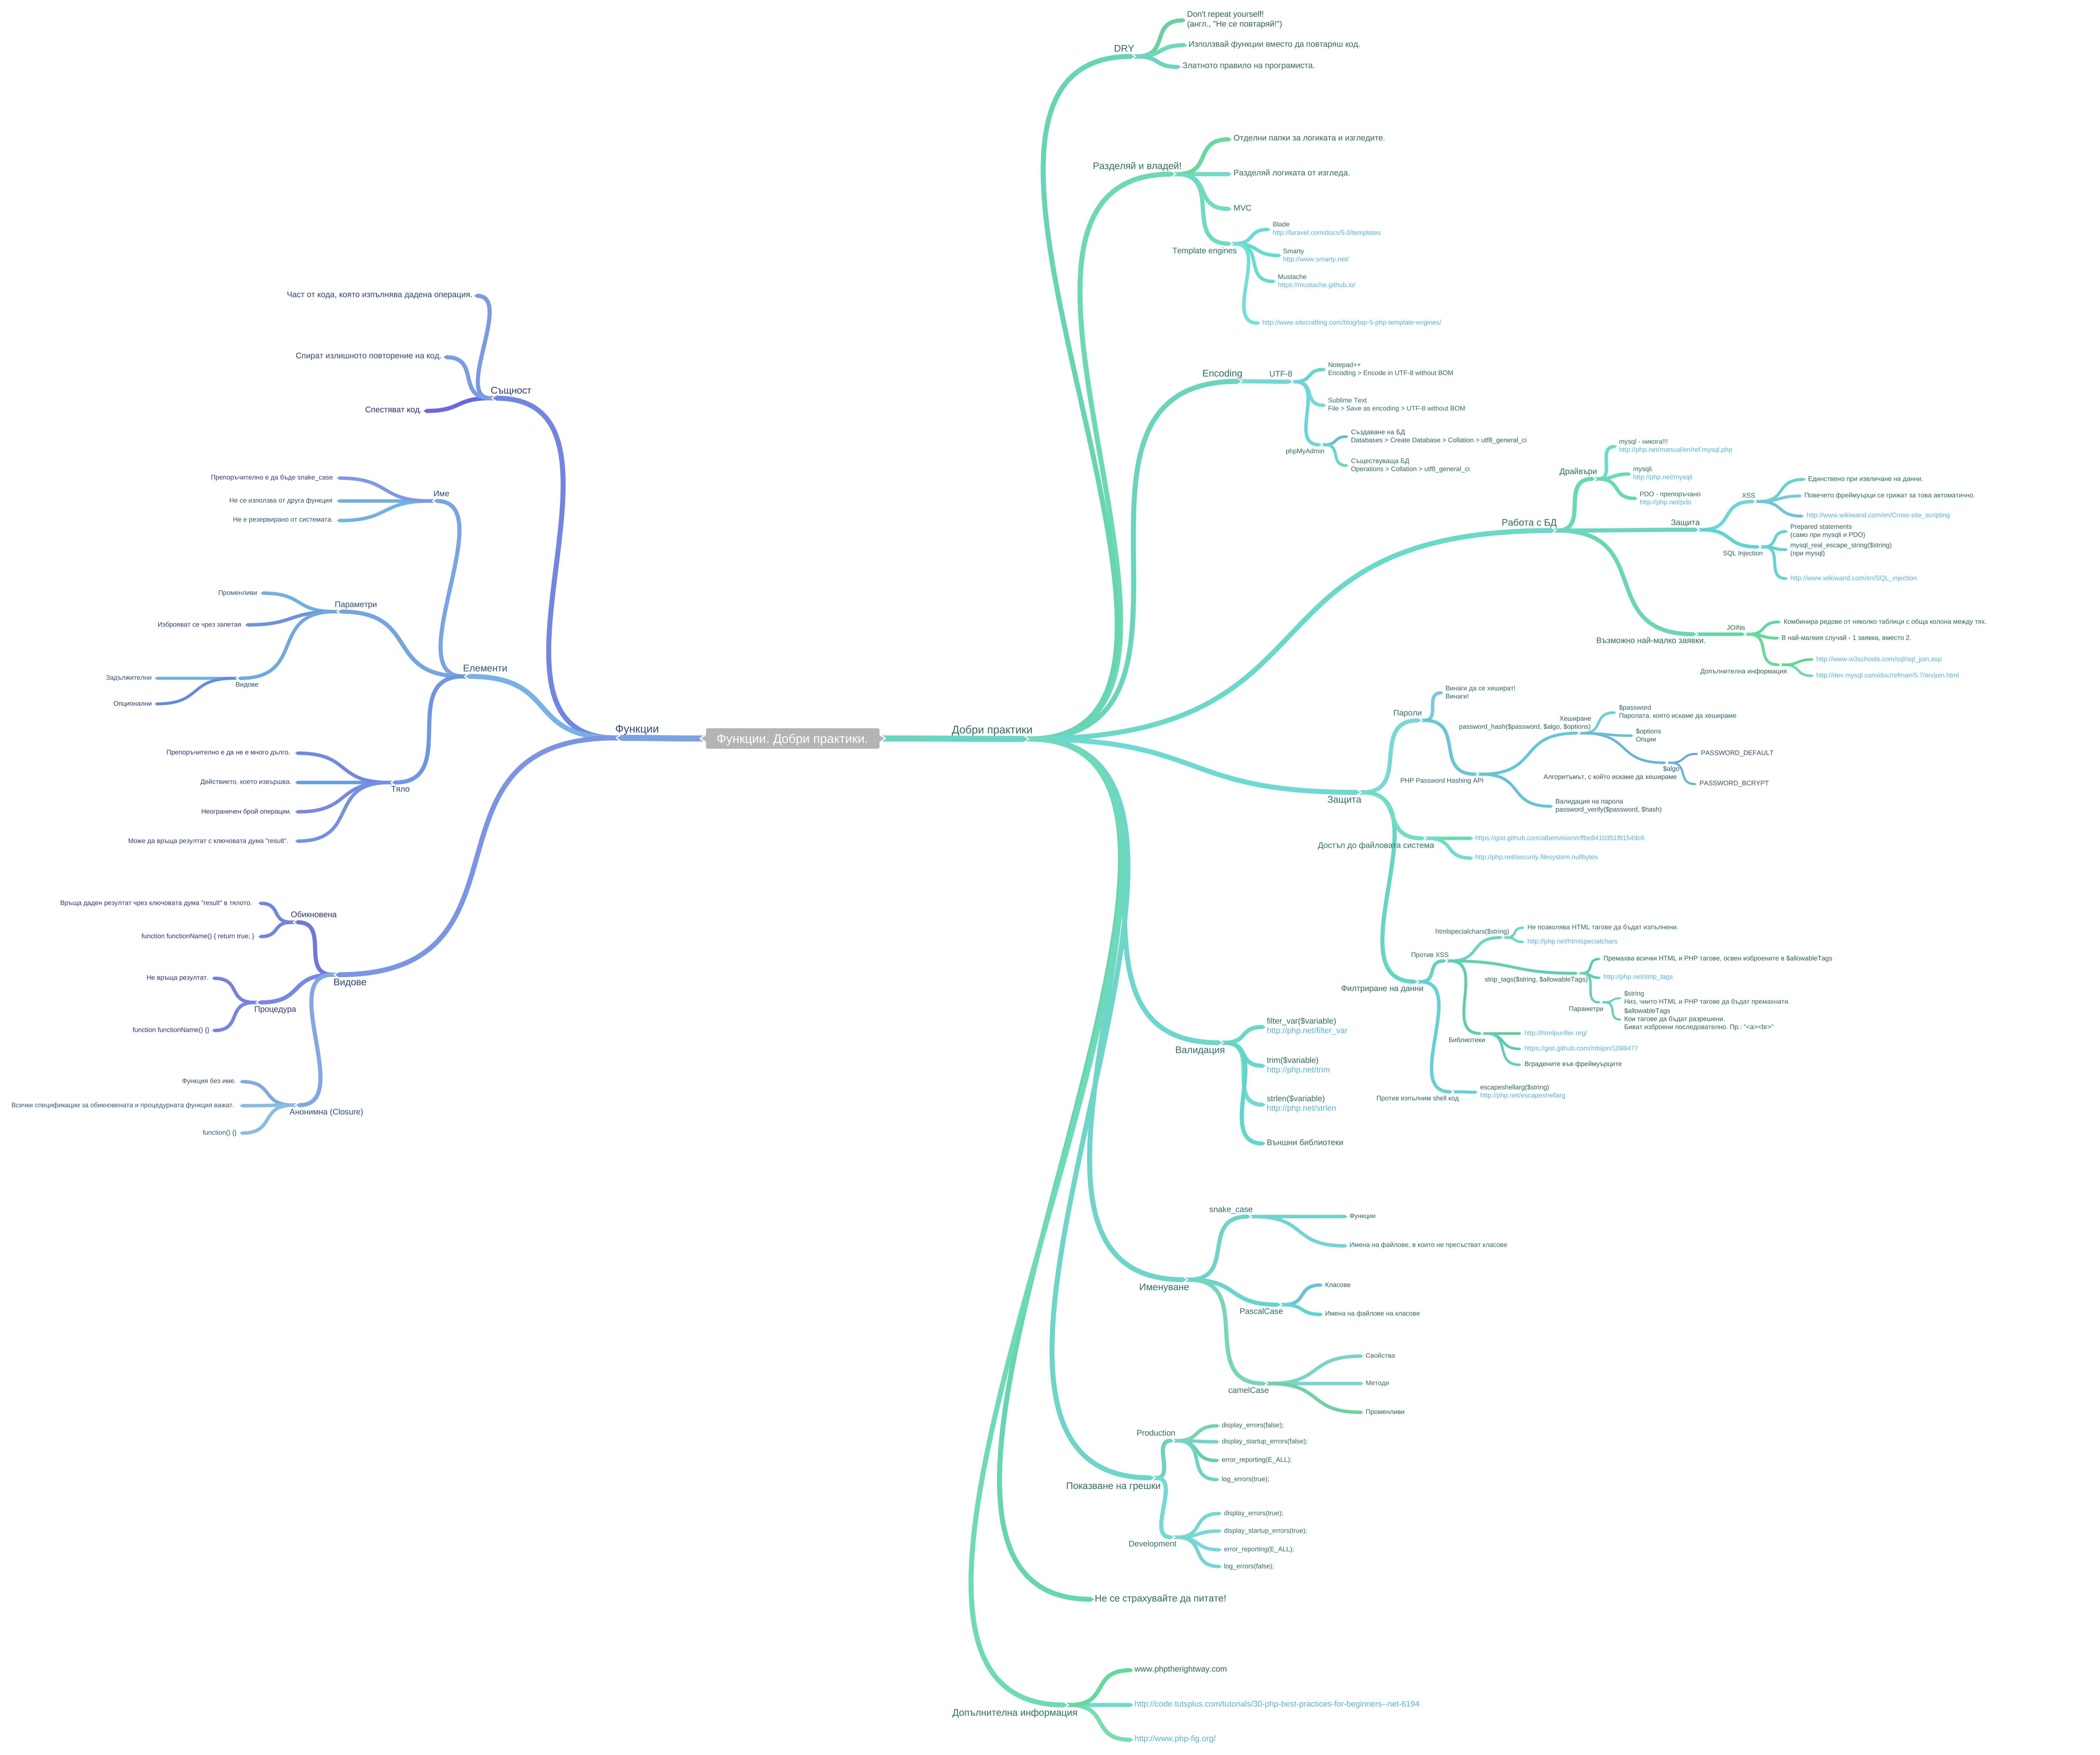 Функции. Добри практики.
Функции
Същност
Част от кода, която изпълнява дадена операция.
Спират излишното повторение на код.
Спестяват код.
Елементи
Име
Препоръчително е да бъде snake_case
Не се използва от друга функция
Не е резервирано от системата.
Параметри
Променливи
Изброяват се чрез запетая
Видове
Задължителни
Опционални
Тяло
Препоръчително е да не е много дълго.
Действието, което извършва.
Неограничен брой операции.
Може да връща резултат с ключовата дума "result".
Видове
Обикновена
Връща даден резултат чрез ключовата дума "result" в тялото.
function functionName() { return true; }
Процедура
Не връща резултат.
function functionName() {}
Анонимна (Closure)
Функция без име.
Всички спецификации за обикновената и процедурната функция важат.
function() {}
Добри практики
DRY
Don't repeat yourself!
(англ., "Не се повтаряй!")
Използвай функции вместо да повтаряш код.
Златното правило на програмиста.
Разделяй и владей!
Отделни папки за логиката и изгледите.
Разделяй логиката от изгледа.
MVC
Template engines
Blade
http://laravel.com/docs/5.0/templates
Smarty
http://www.smarty.net/
Mustache
https://mustache.github.io/
http://www.sitecrafting.com/blog/top-5-php-template-engines/
Encoding
UTF-8
Notepad++
Encoding > Encode in UTF-8 without BOM
Sublime Text
File > Save as encoding > UTF-8 without BOM
phpMyAdmin
Създаване на БД
Databases > Create Database > Collation > utf8_general_ci
Съществуваща БД
Operations > Collation > utf8_general_ci
Работа с БД
Драйвъри
mysql - никога!!!
http://php.net/manual/en/ref.mysql.php
mysqli
http://php.net/mysqli
PDO - препоръчано
http://php.net/pdo
Защита
XSS
Единствено при извличане на данни.
Повечето фреймуърци се грижат за това автоматично.
http://www.wikiwand.com/en/Cross-site_scripting
SQL Injection
Prepared statements
(само при mysqli и PDO)
mysql_real_escape_string($string)
(при mysql)
http://www.wikiwand.com/en/SQL_injection
Възможно най-малко заявки.
JOINs
Комбинира редове от няколко таблици с обща колона между тях.
В най-малкия случай - 1 заявка, вместо 2.
Допълнителна информация
http://www.w3schools.com/sql/sql_join.asp
http://dev.mysql.com/doc/refman/5.7/en/join.html
Защита
Пароли
Винаги да се хешират!
Винаги!
PHP Password Hashing API
Хеширане
password_hash($password, $algo, $options)
$password
Паролата, която искаме да хешираме
$options
Опции
$algo
Алгоритъмът, с който искаме да хешираме
PASSWORD_DEFAULT
PASSWORD_BCRYPT
Валидация на парола
password_verify($password, $hash)
Достъп до файловата система
https://gist.github.com/albertvision/cffbe8410351f81549c6
http://php.net/security.filesystem.nullbytes
Филтриране на данни
Против XSS
htmlspecialchars($string)
Не позволява HTML тагове да бъдат изпълнени.
http://php.net/htmlspecialchars
strip_tags($string, $allowableTags)
Премахва всички HTML и PHP тагове, освен изброените в $allowableTags
http://php.net/strip_tags
Параметри
$string
Низ, чиито HTML и PHP тагове да бъдат премахнати.
$allowableTags
Кои тагове да бъдат разрешени.
Биват изброени последователно. Пр.: "<a><br>"
Библиотеки
http://htmlpurifier.org/
https://gist.github.com/mbijon/1098477
Вградените във фреймуърците
Против изпълним shell код
escapeshellarg($string)
http://php.net/escapeshellarg
Валидация
filter_var($variable)
http://php.net/filter_var
trim($variable)
http://php.net/trim
strlen($variable)
http://php.net/strlen
Външни библиотеки
Именуване
snake_case
Функции
Имена на файлове, в които не пресъстват класове
PascalCase
Класове
Имена на файлове на класове
camelCase
Свойства
Методи
Променливи
Показване на грешки
Production
display_errors(false);
display_startup_errors(false);
error_reporting(E_ALL);
log_errors(true);
Development
display_errors(true);
display_startup_errors(true);
error_reporting(E_ALL);
log_errors(false);
Не се страхувайте да питате!
Допълнителна информация
www.phptherightway.com
http://code.tutsplus.com/tutorials/30-php-best-practices-for-beginners--net-6194
http://www.php-fig.org/